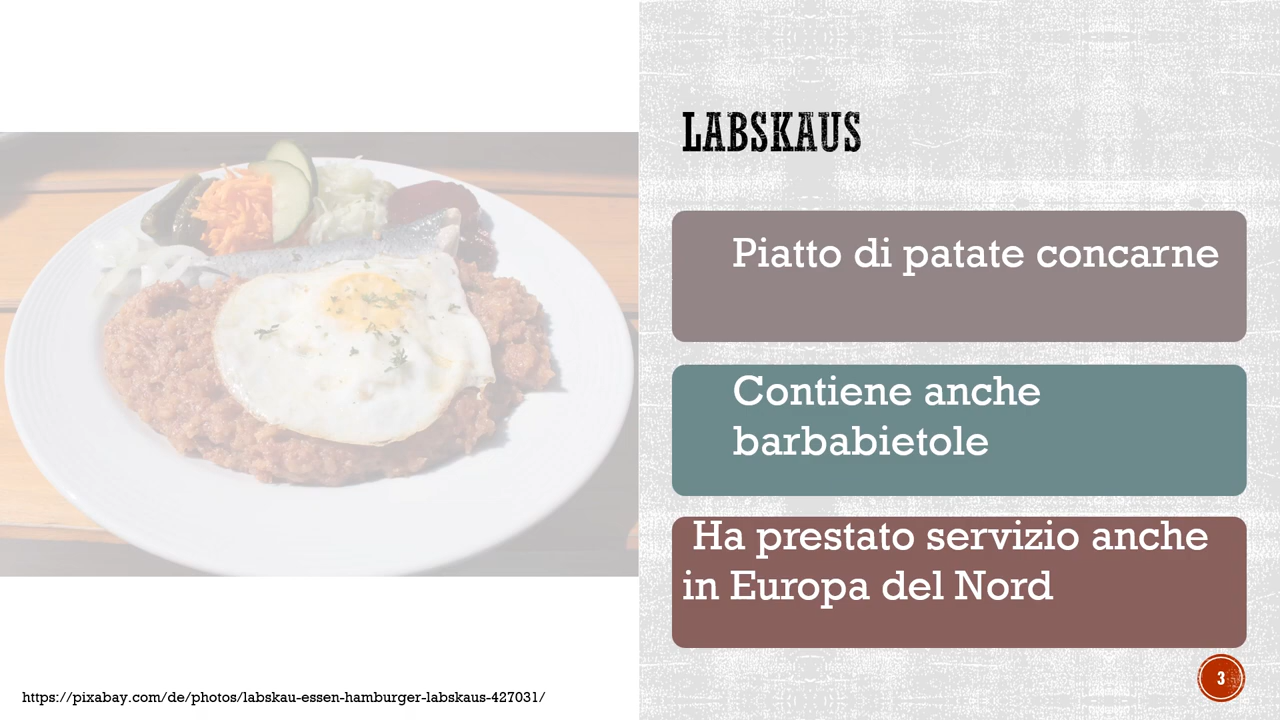 LABSKAUS
Piatto di patate concarne
Contiene anche
barbabietole
Ha prestato servizio anche
in Europa del Nord
3
https://pixabay.com/de/photos/labskau-essen-hamburger-labskaus-427031/